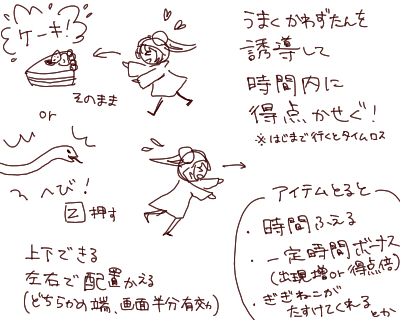 ケーキ!
そのまま
or
へび!
Z 押す
上下できる
左右で配置かえる
(どちらかの端、画面半分有効)
うまくかわずたんを
誘導して
時間内に
得点かせぐ!
※はじまで行くとタイムロス
アイテムとると
・時間ふえる
・一定時間ボーナス
(出現増or得点倍)
・ぎぎねこが
たすけてくれる
とか